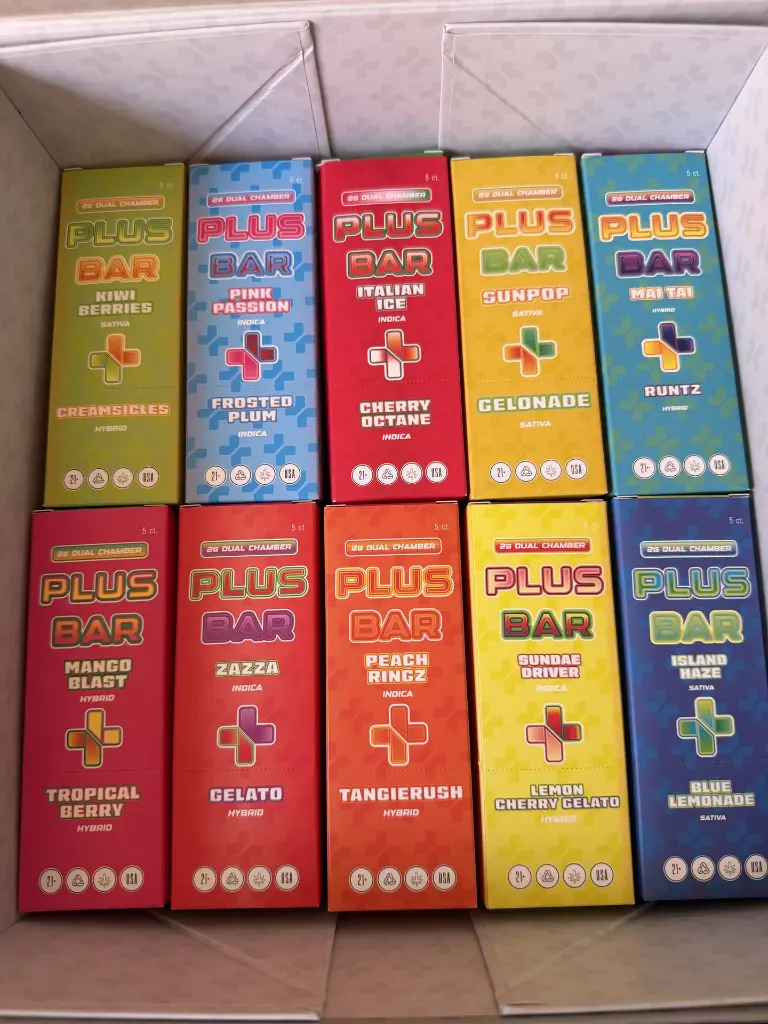 5 ct.
2G DUAL CHAMBER
PLUS
BAR
KIWI
BERRIES
SATIVA
CREAMSICLES
HYBRID
21+
USA
2G DUAL CHAMBER
PLUS
BAR
PINK
PASSION
INDICA
FROSTED
PLUM
INDICA
21+
USA
5 ct.
2G DUAL CHAMBER
PLUS
BAR
ITALIAN
ICE
INDICA
CHERRY
OCTANE
INDICA
21+
USA
5 ct.
2G DUAL CHAMBER
PLUS
BAR
SUNPOP
SATIVA
GELONADE
SATIVA
21+
USA
5 ct.
2G DUAL CHAMBER
PLUS
BAR
MAI TAI
HYBRID
RUNTZ
HYBRID
21+
USA
5 ct.
2G DUAL CHAMBER
PLUS
BAR
MANGO
BLAST
HYBRID
TROPICAL
BERRY
HYBRID
21+
USA
5 ct.
2G DUAL CHAMBER
PLUS
BAR
ZAZZA
INDICA
GELATO
HYBRID
21+
USA
5 ct.
2G DUAL CHAMBER
PLUS
BAR
PEACH
RINGZ
INDICA
TANGIERUSH
HYBRID
21+
USA
5 ct.
2G DUAL CHAMBER
PLUS
BAR
SUNDAE
DRIVER
INDICA
LEMON
CHERRY GELATO
HYBRID
21+
USA
5 ct.
2G DUAL CHAMBER
PLUS
BAR
ISLAND
HAZE
SATIVA
BLUE
LEMONADE
SATIVA
21+
USA